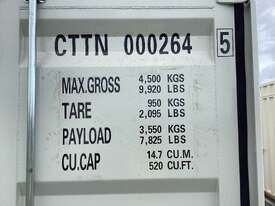 CTTN 000264 5
MAX.GROSS 4,500 KGS
9,920 LBS
TARE 950 KGS
2,095 LBS
PAYLOAD 3,550 KGS
7,825 LBS
CU.CAP 14.7 CU.M.
520 CU.FT.